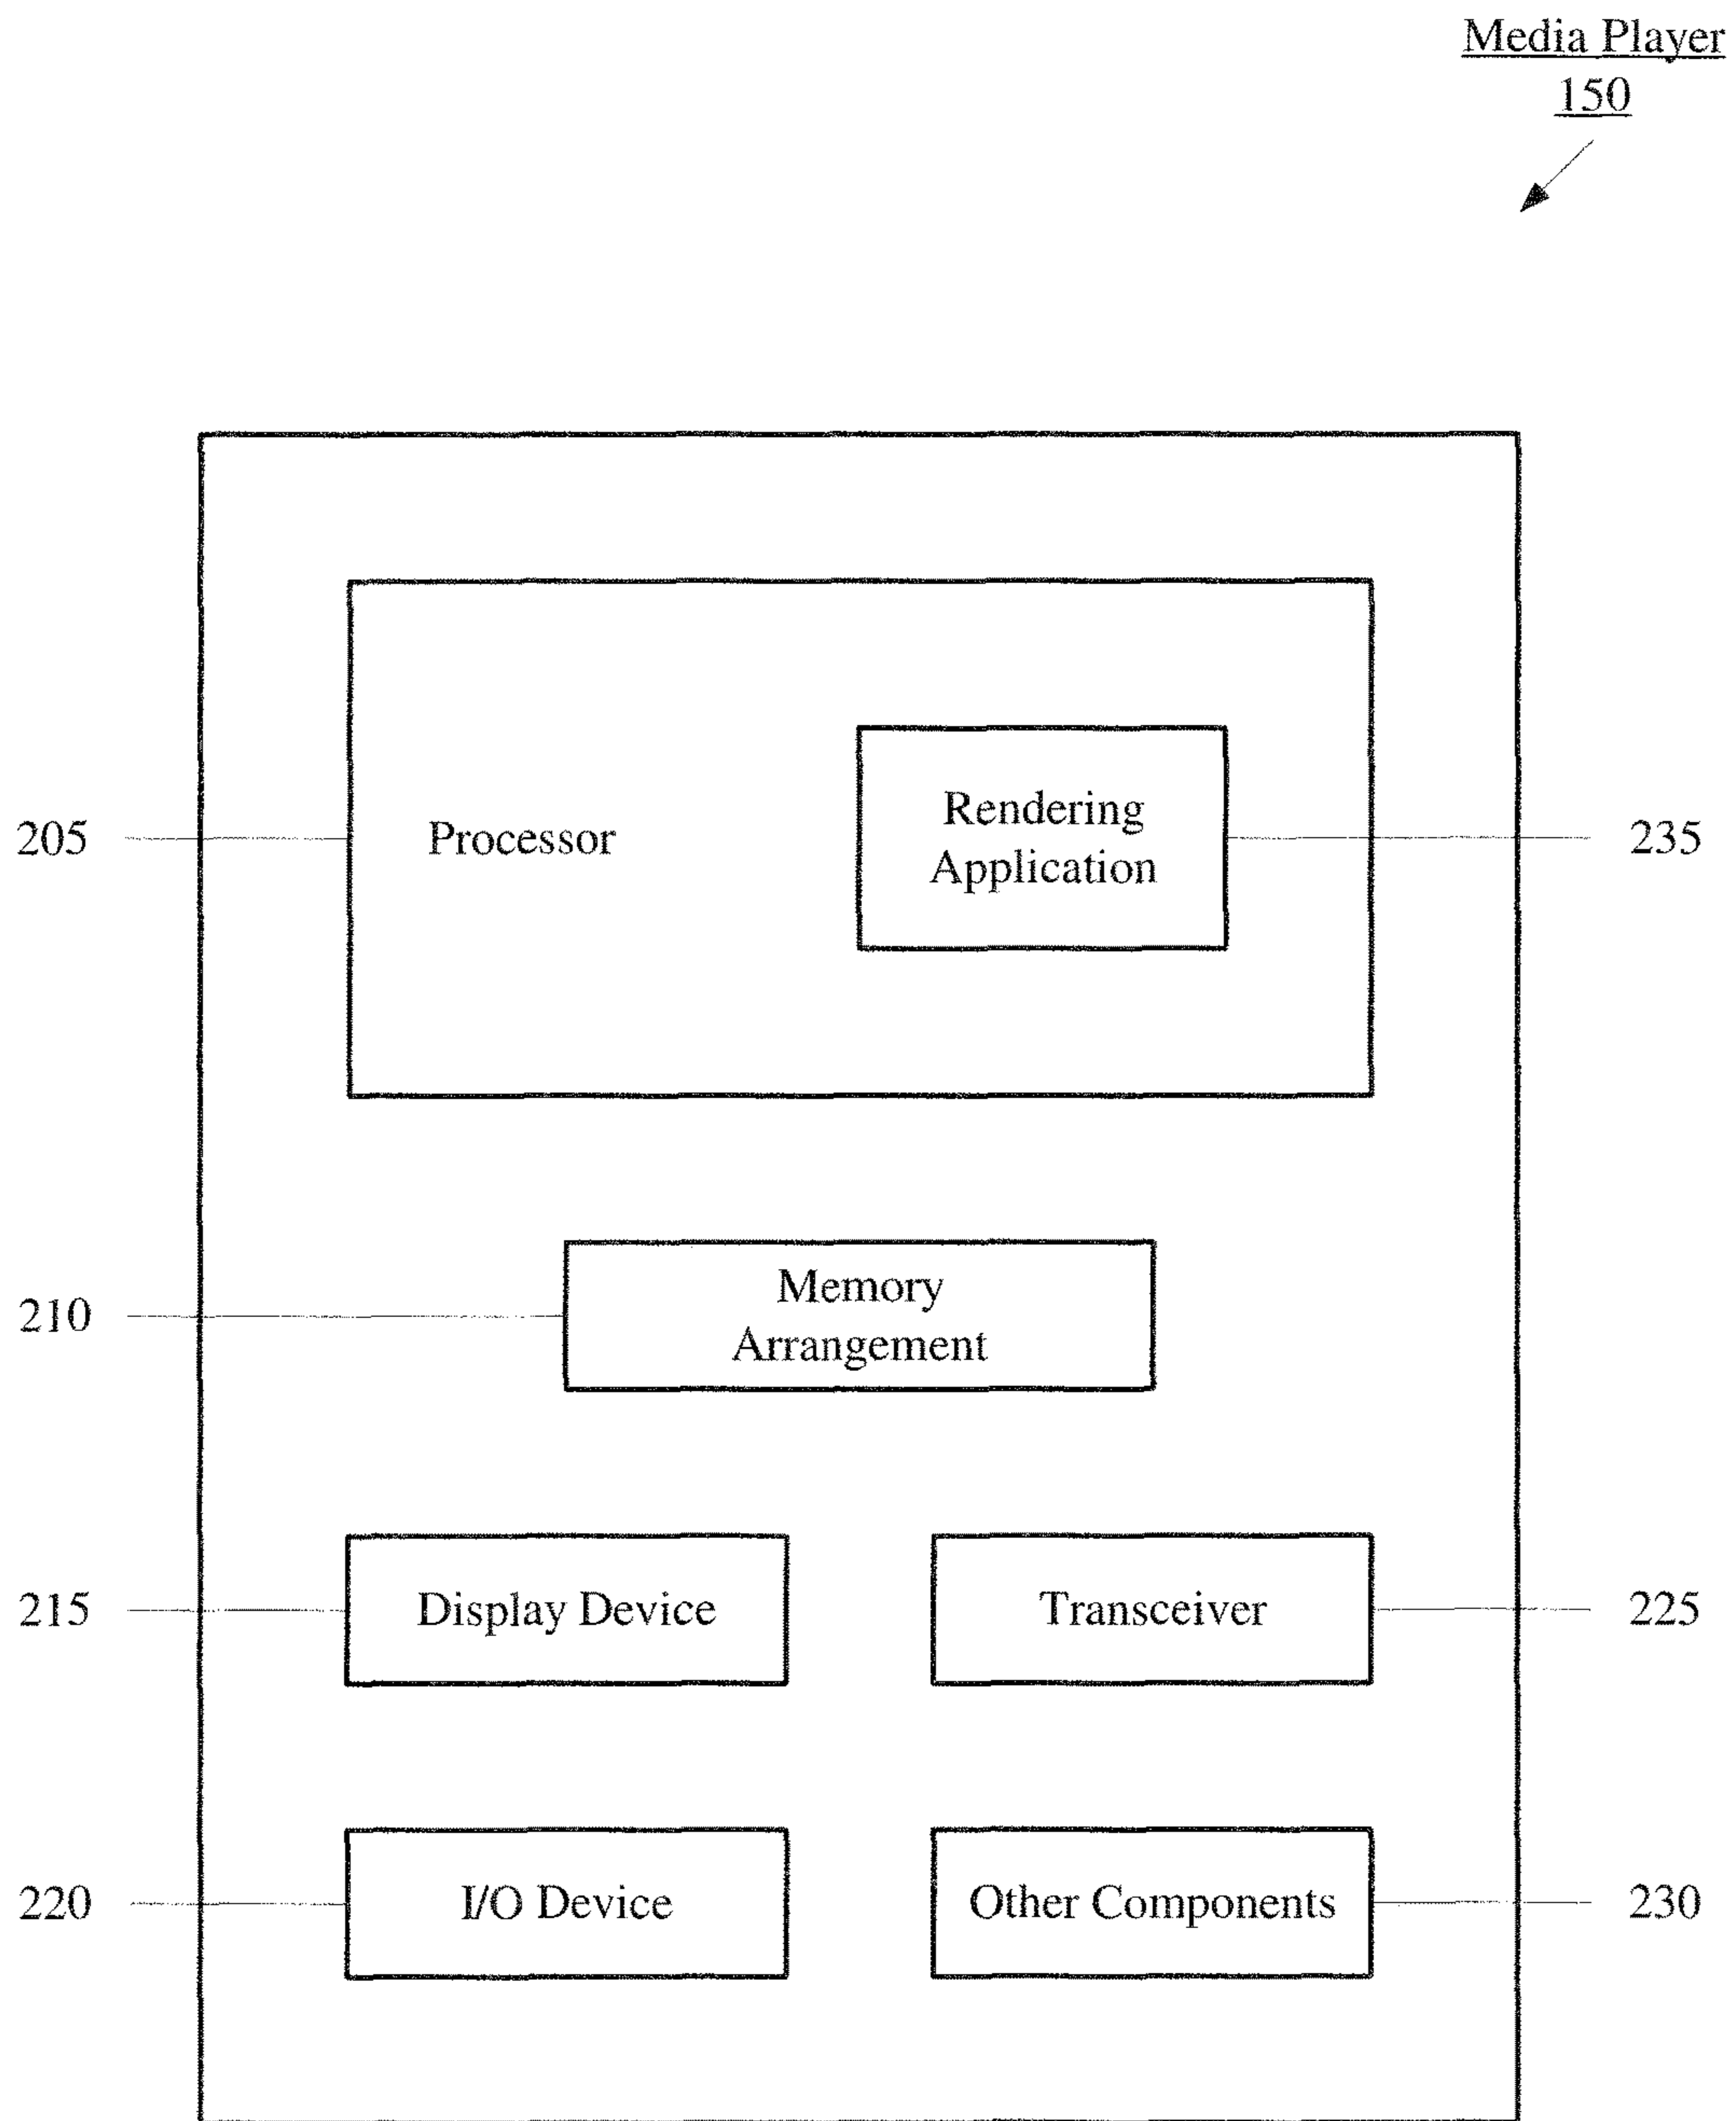 Media Player
150
205
Processor
Rendering
Application
235
210
Memory
Arrangement
215
Display Device
Transceiver
225
220
I/O Device
Other Components
230